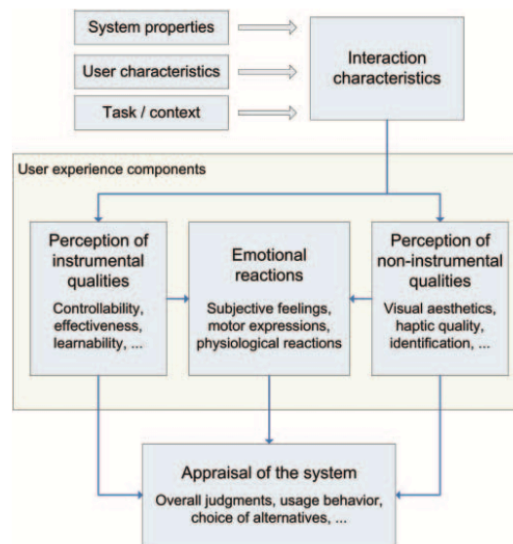 System properties
User characteristics
Task / context
Interaction
characteristics
User experience components
Perception of
instrumental
qualities
Controllability,
effectiveness,
learnability, ...
Emotional
reactions
Subjective feelings,
motor expressions,
physiological reactions
Perception of
non-instrumental
qualities
Visual aesthetics,
haptic quality,
identification, ...
Appraisal of the system
Overall judgments, usage behavior,
choice of alternatives, ...